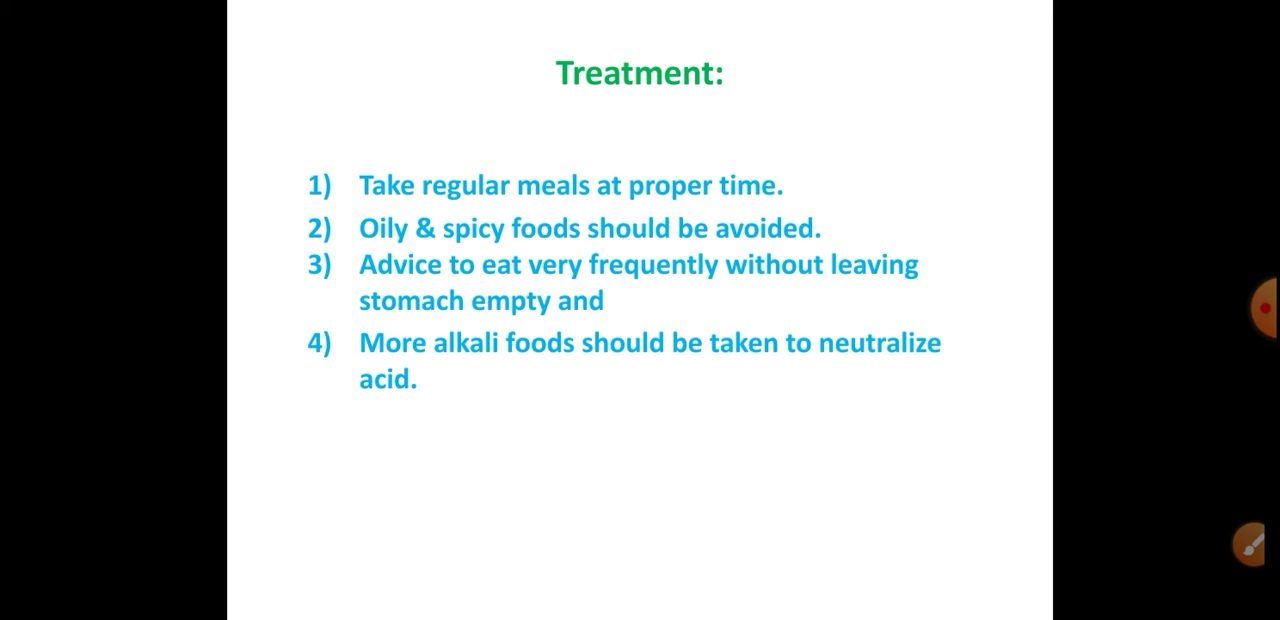 Treatment:
1) Take regular meals at proper time.
2) Oily & spicy foods should be avoided.
3) Advice to eat very frequently without leaving
stomach empty and
4) More alkali foods should be taken to neutralize
acid.